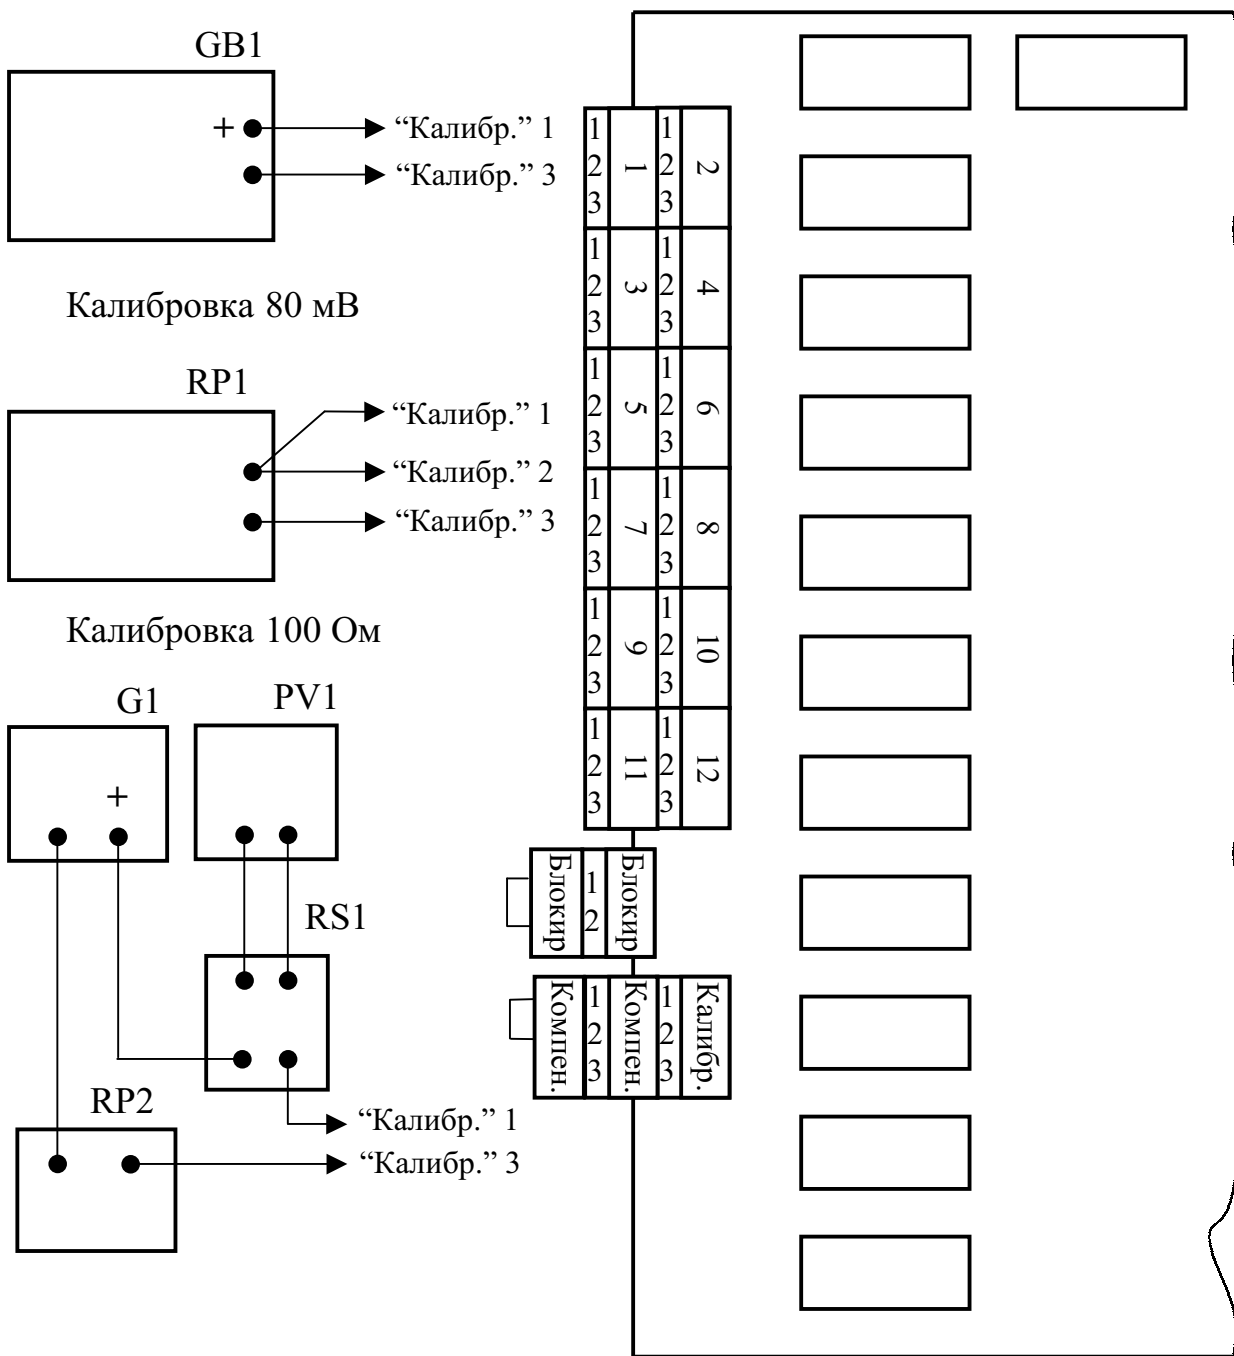 GB1
+
“Калибр.” 1
“Калибр.” 3
Калибровка 80 мВ
RP1
“Калибр.” 1
“Калибр.” 2
“Калибр.” 3
Калибровка 100 Ом
G1
PV1
+
RS1
RP2
“Калибр.” 1
“Калибр.” 3
1 2 3
1
1 2 3
2
1 2 3
3
1 2 3
4
1 2 3
5
1 2 3
6
1 2 3
7
1 2 3
8
1 2 3
9
1 2 3
10
1 2 3
11
1 2 3
12
Блокир
1 2
Блокир
Компен.
1 2 3
Компен.
1 2 3
Калибр.